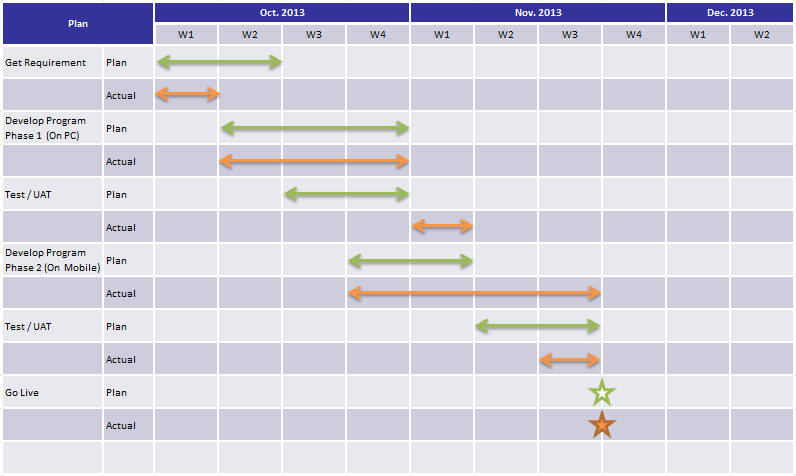 Plan
Oct. 2013 Nov. 2013 Dec. 2013
W1 W2 W3 W4 W1 W2 W3 W4 W1 W2
Get Requirement Plan
Actual
Develop Program
Phase 1 (On PC)
Plan
Actual
Test / UAT Plan
Actual
Develop Program
Phase 2 (On Mobile)
Plan
Actual
Test / UAT Plan
Actual
Go Live Plan
Actual